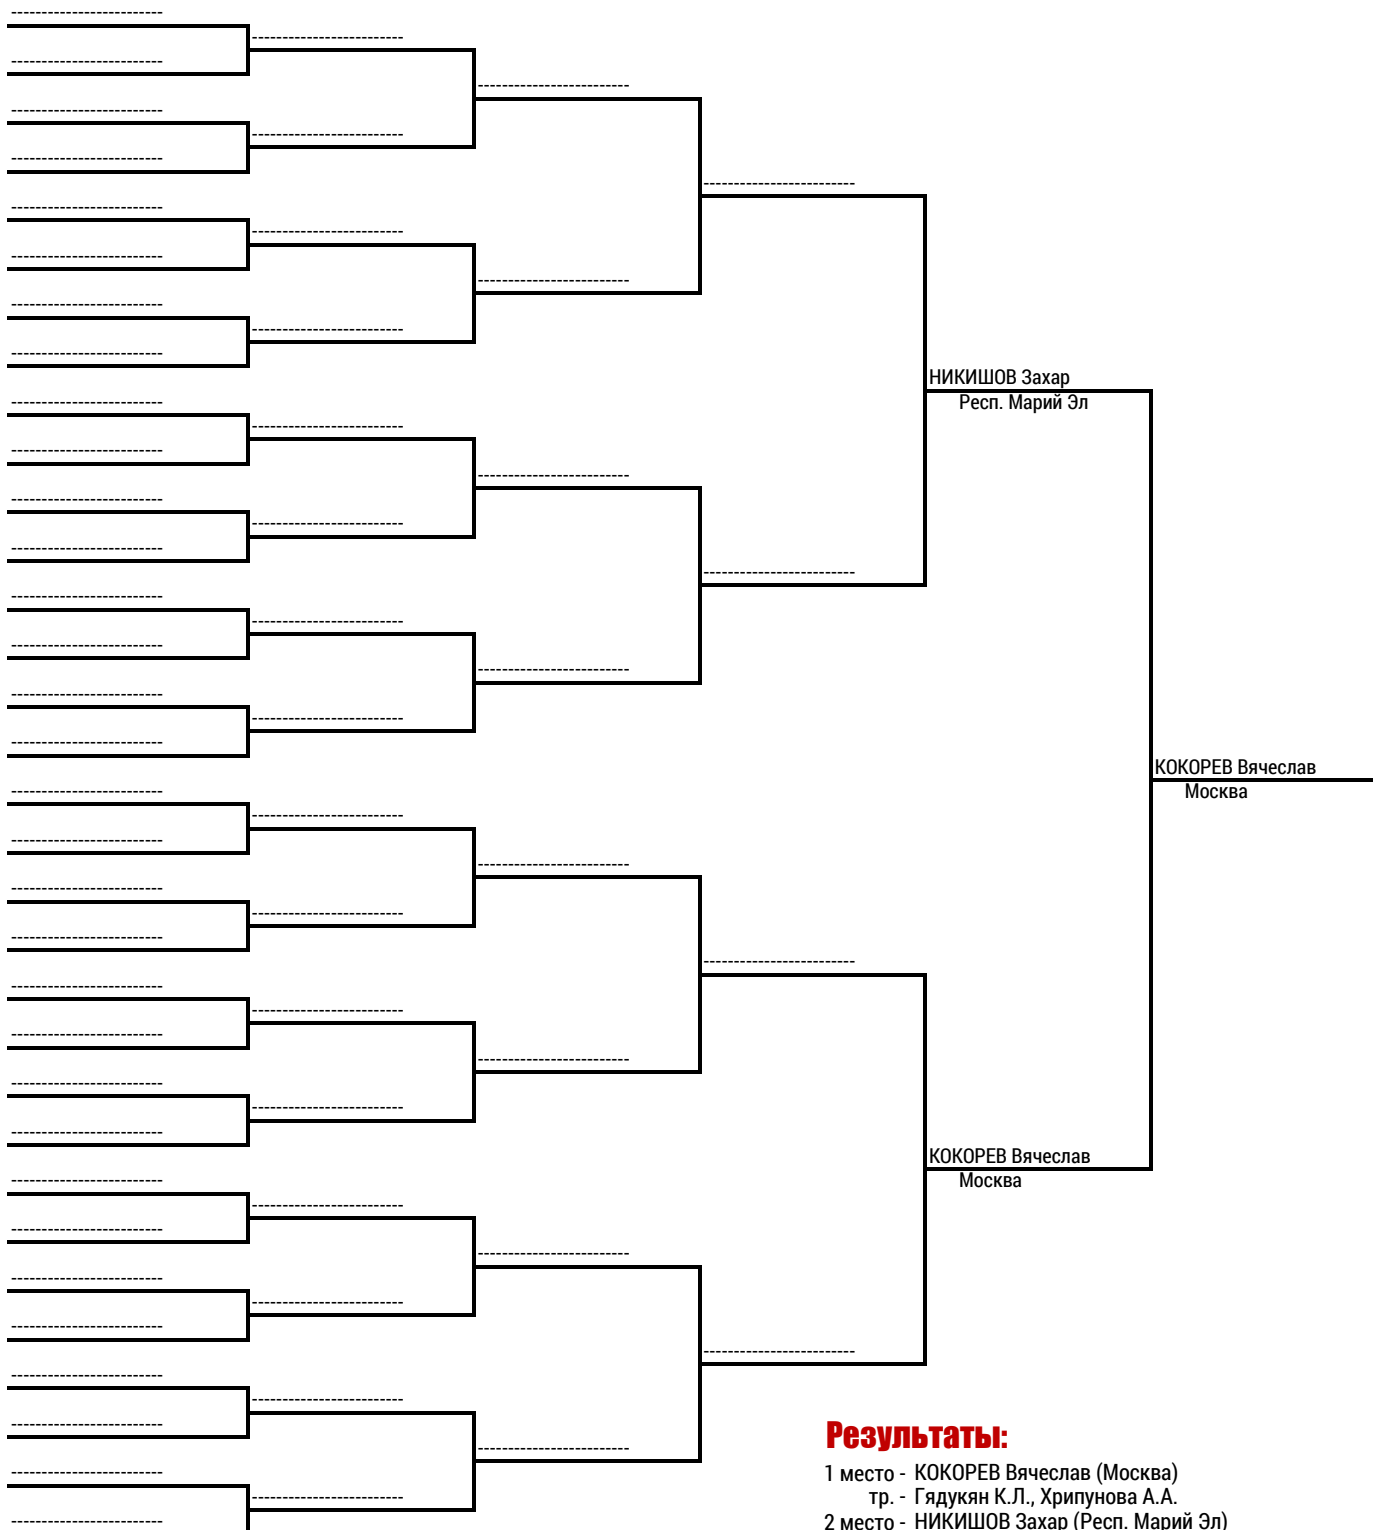 НИКИШОВ Захар
Респ. Марий Эл
КОКОРЕВ Вячеслав
Москва
КОКОРЕВ Вячеслав
Москва
Результаты:
1 место - КОКОРЕВ Вячеслав (Москва)
тр. - Гядукян К.Л., Хрипунова А.А.
2 место - НИКИШОВ Захар (Респ. Марий Эл)